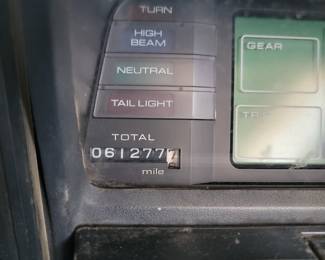 TURN
HIGH
BEAM
GEAR
NEUTRAL
TAIL LIGHT
TOTAL
061277
mile